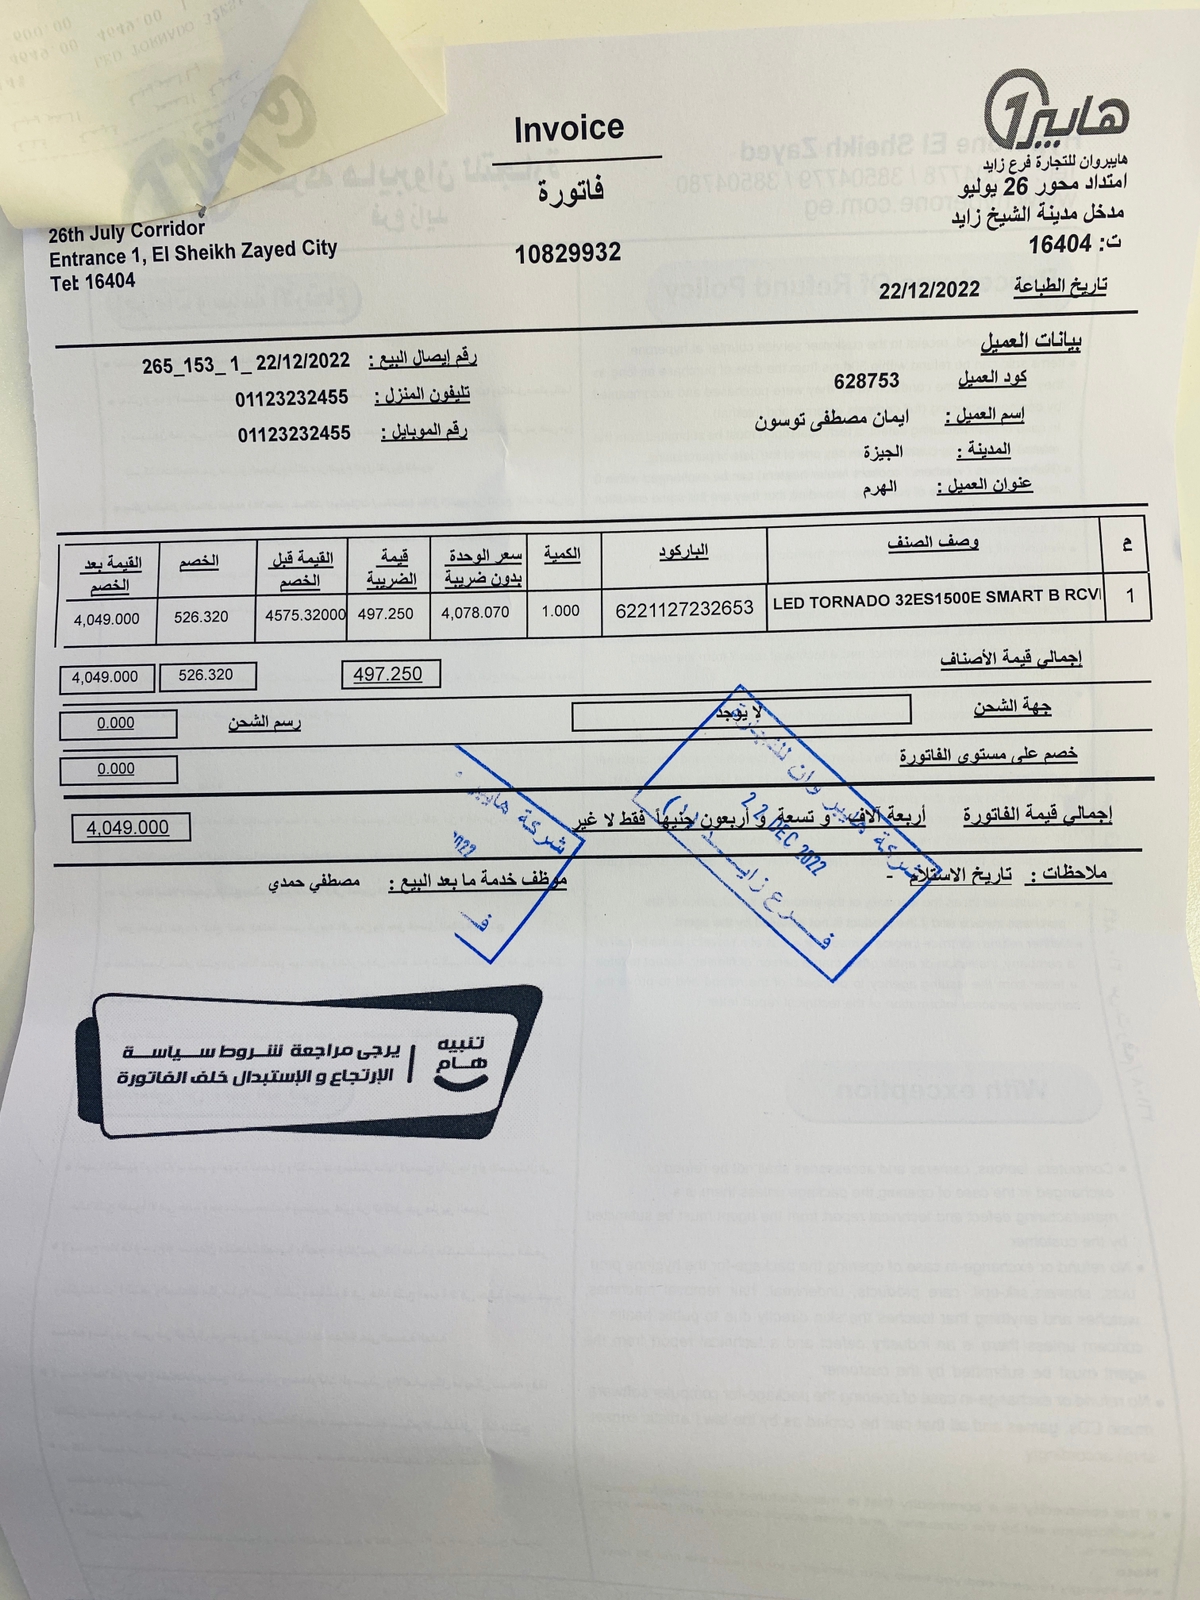 Invoice
فاتورة
10829932
26th July Corridor
Entrance 1, El Sheikh Zayed City
Tel: 16404
هايبر1
هايبروان للتجارة فرع زايد
امتداد محور 26 يوليو
مدخل مدينة الشيخ زايد
ت: 16404
تاريخ الطباعة 22/12/2022
بيانات العميل
كود العميل 628753
إسم العميل : ايمان مصطفى توسون
المدينة : الجيزة
عنوان العميل : الهرم
رقم إيصال البيع : 265_153_ 1_ 22/12/2022
تليفون المنزل : 01123232455
رقم الموبايل : 01123232455
م وصف الصنف الباركود الكمية سعر الوحدة بدون ضريبة قيمة الضريبة القيمة قبل الخصم الخصم القيمة بعد الخصم
1 LED TORNADO 32ES1500E SMART B RCVI 6221127232653 1.000 4,078.070 497.250 4575.32000 526.320 4,049.000
إجمالي قيمة الأصناف 497.250 526.320 4,049.000
جهة الشحن لا يوجد رسم الشحن 0.000
خصم على مستوى الفاتورة 0.000
إجمالي قيمة الفاتورة أربعة آلاف و تسعة و أربعون جنيها فقط لا غير 4,049.000
ملاحظات : تاريخ الاستلام -
موظف خدمة ما بعد البيع : مصطفي حمدي
شركة هايبر وان للتجارة
22 DEC 2022
فرع زايد
شركة هايبر
2022
ف
تنبيه هام
يرجى مراجعة شروط سياسة
الإرتجاع و الإستبدال خلف الفاتورة